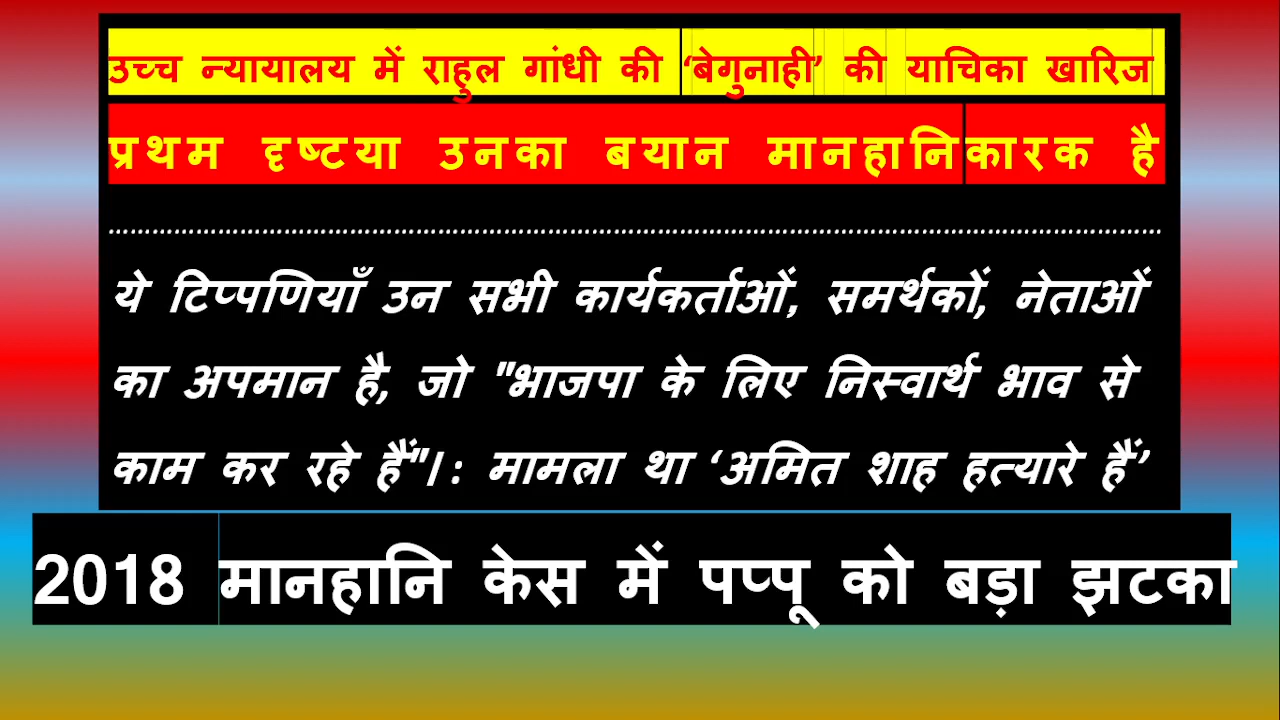 उच्च न्यायालय में राहुल गांधी की ‘बेगुनाही’ की याचिका खारिज
प्रथम दृष्टया उनका बयान मानहानिकारक है
………………………………………………………………………………………………………………………………
ये टिप्पणियाँ उन सभी कार्यकर्ताओं, समर्थकों, नेताओं
का अपमान है, जो "भाजपा के लिए निस्वार्थ भाव से
काम कर रहे हैं"।: मामला था ‘अमित शाह हत्यारे हैं’
2018 मानहानि केस में पप्पू को बड़ा झटका